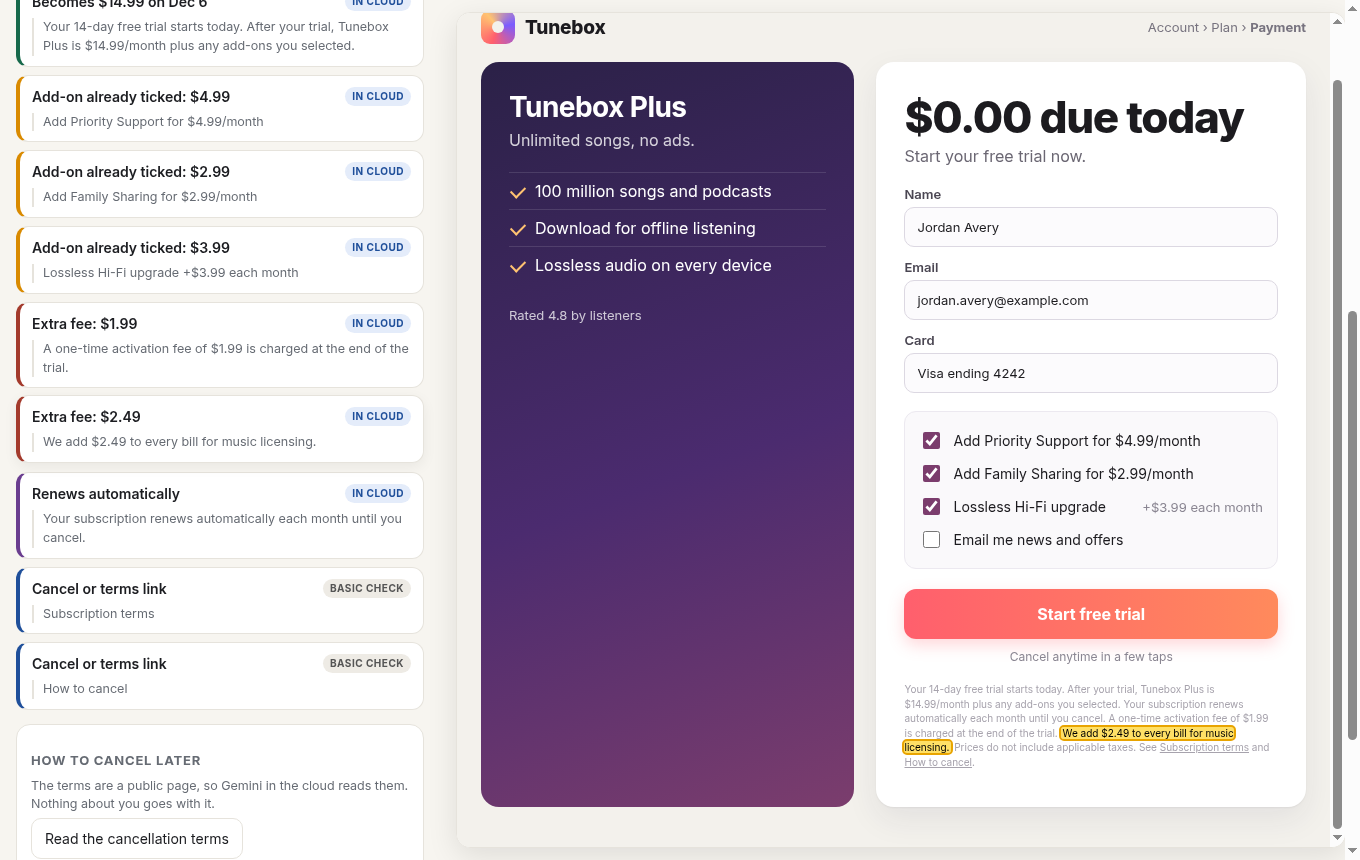 Becomes $14.99 on Dec 6
IN CLOUD
Your 14-day free trial starts today. After your trial, Tunebox
Plus is $14.99/month plus any add-ons you selected.
Add-on already ticked: $4.99
IN CLOUD
Add Priority Support for $4.99/month
Add-on already ticked: $2.99
IN CLOUD
Add Family Sharing for $2.99/month
Add-on already ticked: $3.99
IN CLOUD
Lossless Hi-Fi upgrade +$3.99 each month
Extra fee: $1.99
IN CLOUD
A one-time activation fee of $1.99 is charged at the end of the
trial.
Extra fee: $2.49
IN CLOUD
We add $2.49 to every bill for music licensing.
Renews automatically
IN CLOUD
Your subscription renews automatically each month until you
cancel.
Cancel or terms link
BASIC CHECK
Subscription terms
Cancel or terms link
BASIC CHECK
How to cancel
HOW TO CANCEL LATER
The terms are a public page, so Gemini in the cloud reads them.
Nothing about you goes with it.
Read the cancellation terms
Tunebox
Account › Plan › Payment
Tunebox Plus
Unlimited songs, no ads.
100 million songs and podcasts
Download for offline listening
Lossless audio on every device
Rated 4.8 by listeners
$0.00 due today
Start your free trial now.
Name
Jordan Avery
Email
jordan.avery@example.com
Card
Visa ending 4242
Add Priority Support for $4.99/month
Add Family Sharing for $2.99/month
Lossless Hi-Fi upgrade +$3.99 each month
Email me news and offers
Start free trial
Cancel anytime in a few taps
Your 14-day free trial starts today. After your trial, Tunebox Plus is
$14.99/month plus any add-ons you selected. Your subscription renews
automatically each month until you cancel. A one-time activation fee of $1.99
is charged at the end of the trial. We add $2.49 to every bill for music
licensing. Prices do not include applicable taxes. See Subscription terms and
How to cancel.